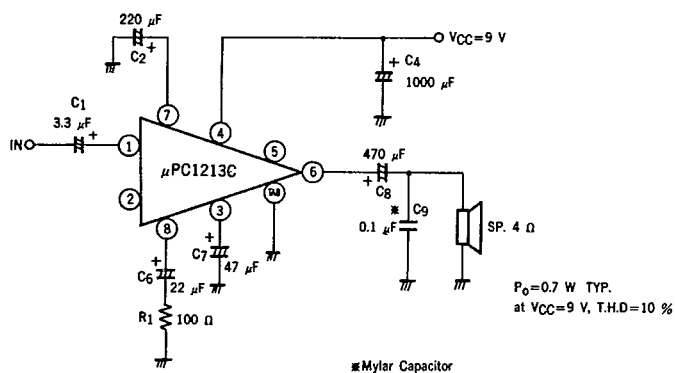 220 μF
C2 +
VCC=9 V
+ C4
1000 μF
C1
3.3 μF +
IN
7
4
1
5
μPC1213C
6
470 μF
+ C8
2
3
TAB
8
※ C9
0.1 μF
SP. 4 Ω
+
C7
47 μF
+
C6
22 μF
R1
100 Ω
Po=0.7 W TYP.
at VCC=9 V, T.H.D=10 %
※Mylar Capacitor